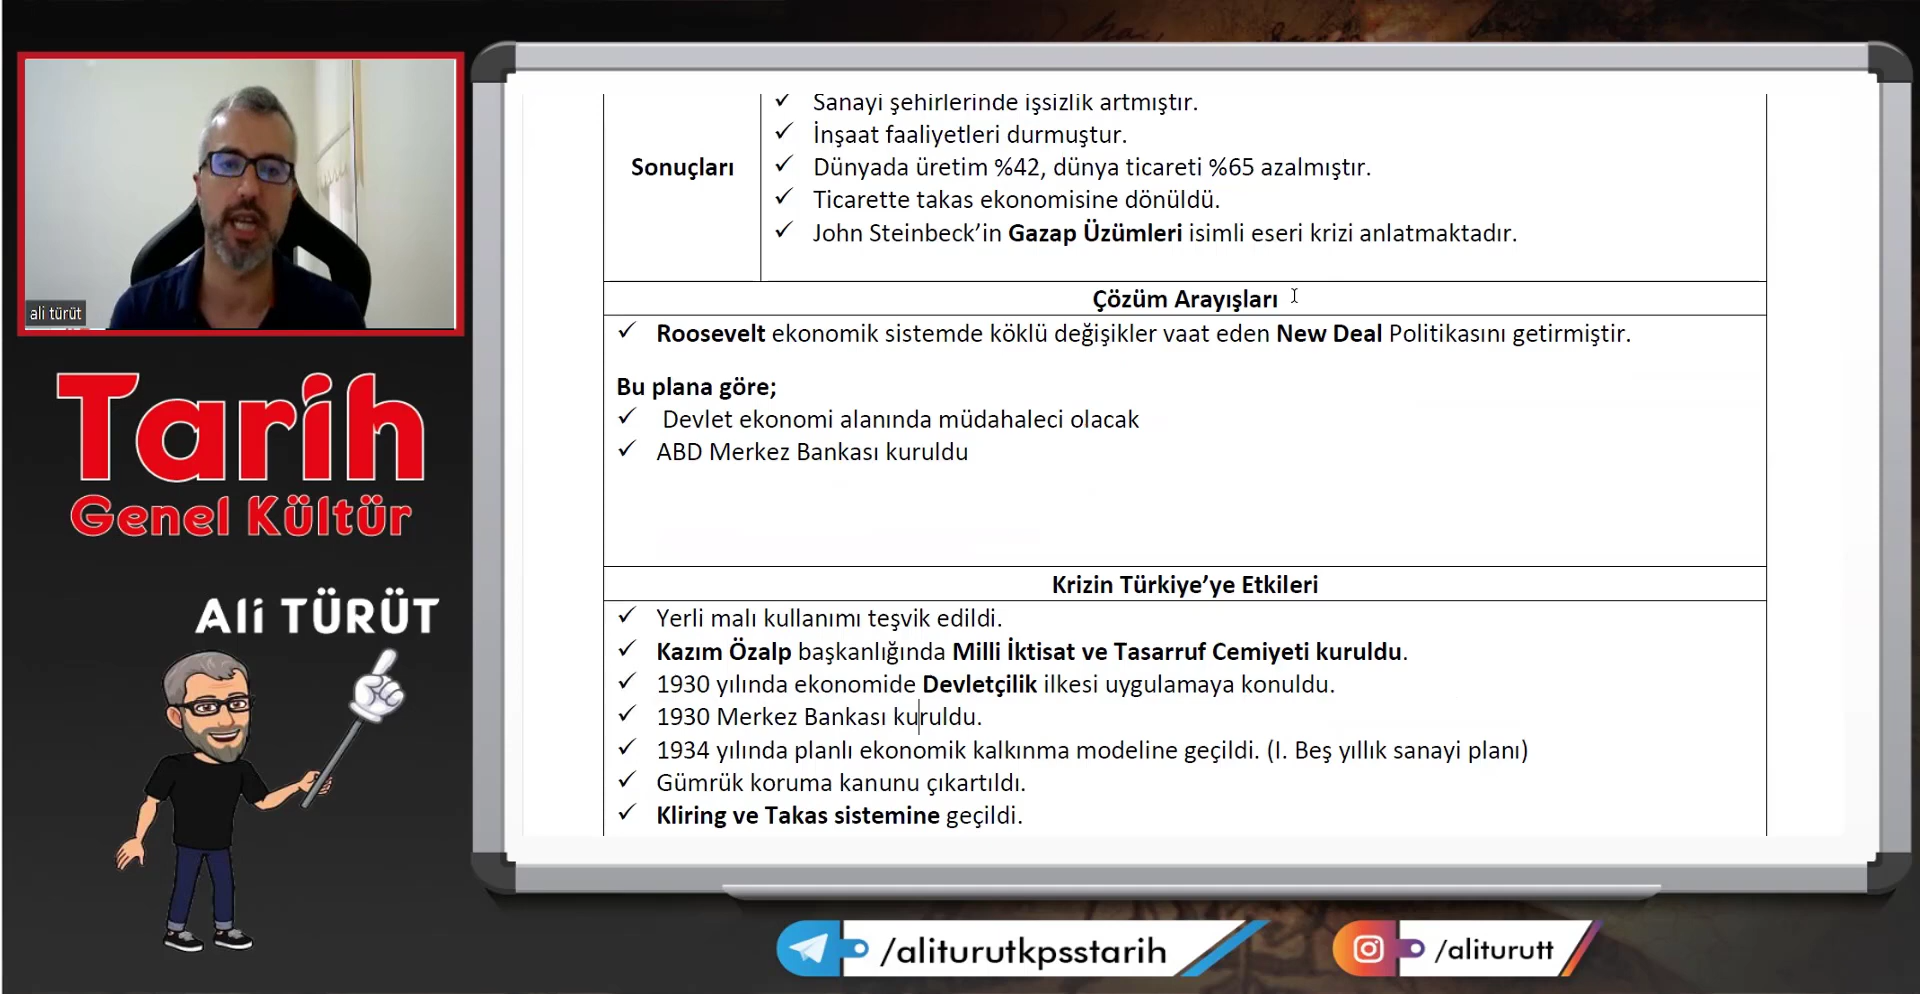 ali türüt
Tarih
Genel Kültür
Ali TÜRÜT
Sonuçları
Sanayi şehirlerinde işsizlik artmıştır.
İnşaat faaliyetleri durmuştur.
Dünyada üretim %42, dünya ticareti %65 azalmıştır.
Ticarette takas ekonomisine dönüldü.
John Steinbeck’in Gazap Üzümleri isimli eseri krizi anlatmaktadır.
Çözüm Arayışları
Roosevelt ekonomik sistemde köklü değişikler vaat eden New Deal Politikasını getirmiştir.
Bu plana göre;
Devlet ekonomi alanında müdahaleci olacak
ABD Merkez Bankası kuruldu
Krizin Türkiye’ye Etkileri
Yerli malı kullanımı teşvik edildi.
Kazım Özalp başkanlığında Milli İktisat ve Tasarruf Cemiyeti kuruldu.
1930 yılında ekonomide Devletçilik ilkesi uygulamaya konuldu.
1930 Merkez Bankası kuruldu.
1934 yılında planlı ekonomik kalkınma modeline geçildi. (I. Beş yıllık sanayi planı)
Gümrük koruma kanunu çıkartıldı.
Kliring ve Takas sistemine geçildi.
/aliturutkpsstarih
/aliturutt